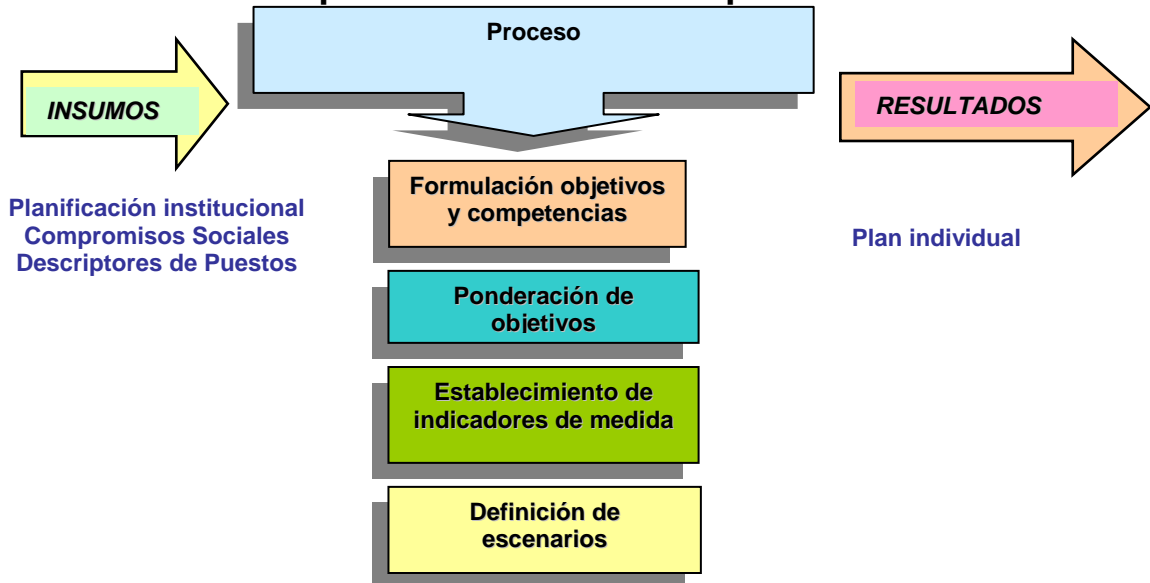 Proceso
INSUMOS
RESULTADOS
Planificación institucional
Compromisos Sociales
Descriptores de Puestos
Formulación objetivos
y competencias
Plan individual
Ponderación de
objetivos
Establecimiento de
indicadores de medida
Definición de
escenarios